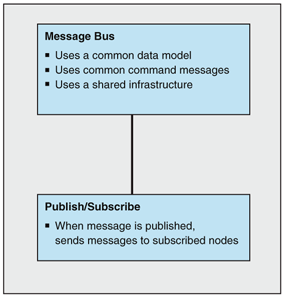 Message Bus
▪ Uses a common data model
▪ Uses common command messages
▪ Uses a shared infrastructure
Publish/Subscribe
▪ When message is published,
sends messages to subscribed nodes